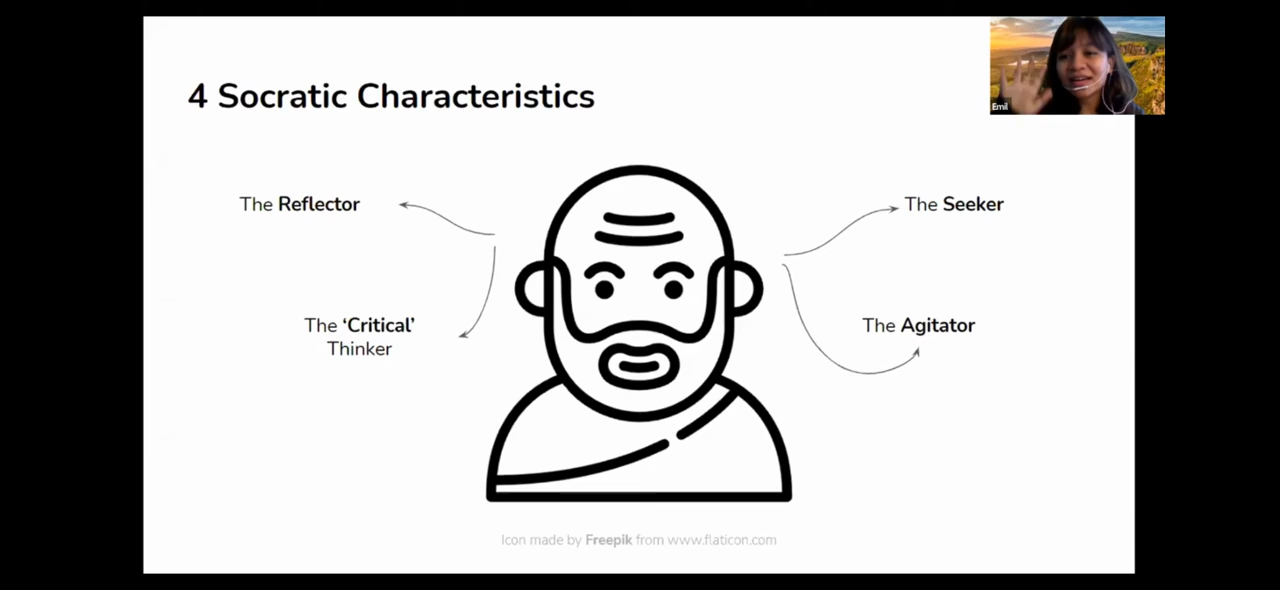 4 Socratic Characteristics
Emil
The Reflector
The Seeker
The ‘Critical’
Thinker
The Agitator
Icon made by Freepik from www.flaticon.com